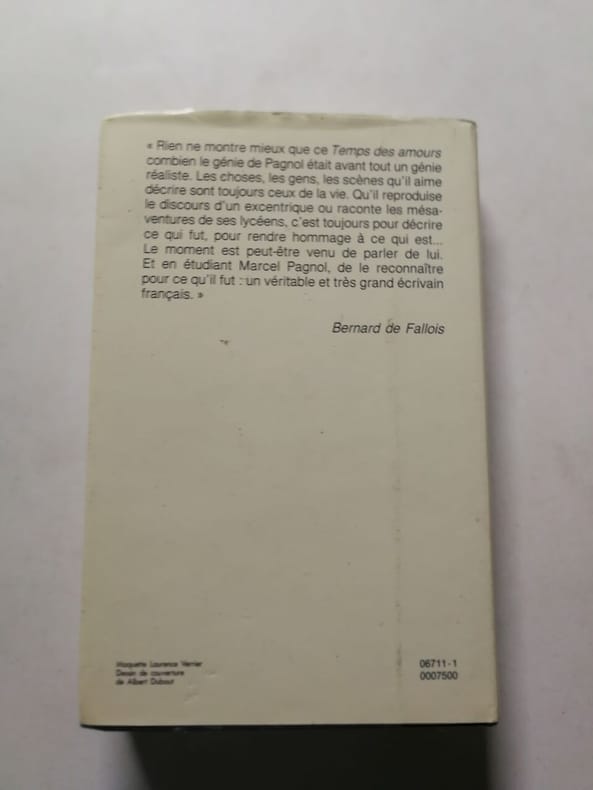 « Rien ne montre mieux que ce Temps des amours
combien le génie de Pagnol était avant tout un génie
réaliste. Les choses, les gens, les scènes qu'il aime
décrire sont toujours ceux de la vie. Qu'il reproduise
le discours d'un excentrique ou raconte les mésa-
ventures de ses lycéens, c'est toujours pour décrire
ce qui fut, pour rendre hommage à ce qui est...
Le moment est peut-être venu de parler de lui.
Et en étudiant Marcel Pagnol, de le reconnaître
pour ce qu'il fut : un véritable et très grand écrivain
français. »
Bernard de Fallois
Maquette Laurence Verrier
Dessin de couverture
de Albert Dubout
06711-1
0007500